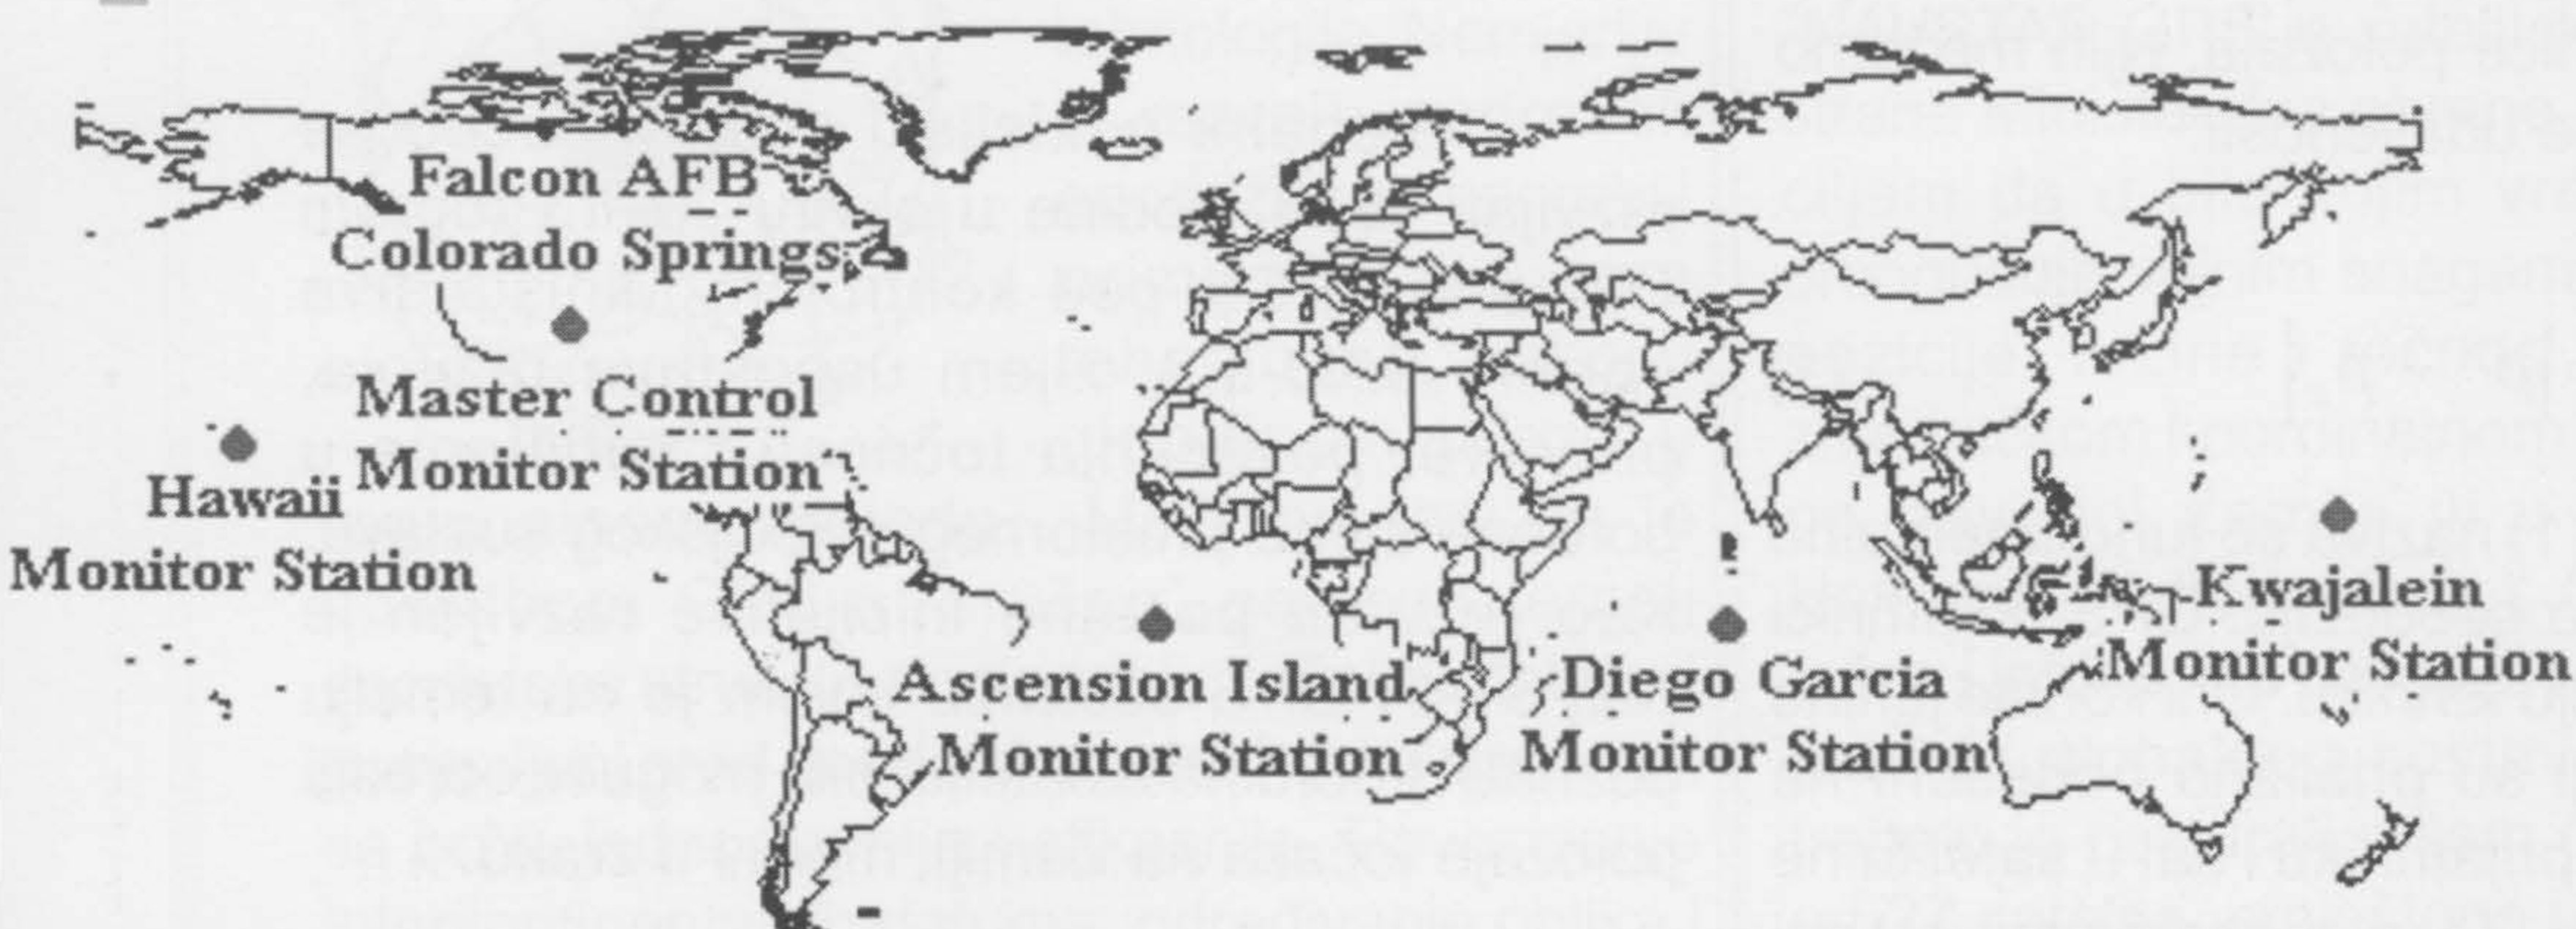 Falcon AFB
Colorado Springs
Master Control
Monitor Station
Hawaii
Monitor Station
Ascension Island
Monitor Station
Diego Garcia
Monitor Station
Kwajalein
Monitor Station